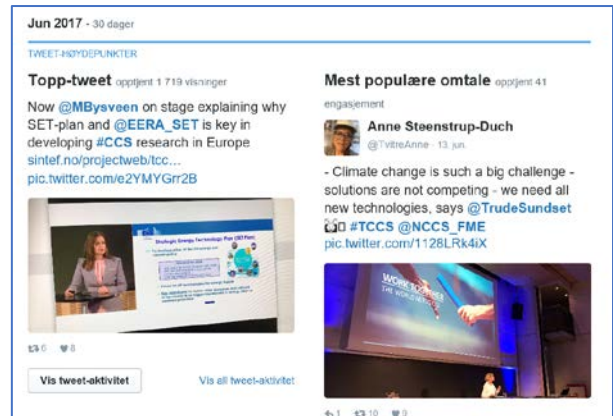 Jun 2017 - 30 dager
TWEET-HØYDEPUNKTER
Topp-tweet opptjent 1 719 visninger
Now @MBysveen on stage explaining why
SET-plan and @EERA_SET is key in
developing #CCS research in Europe
sintef.no/projectweb/tcc…
pic.twitter.com/e2YMYGrr2B
Strategic Energy Technology Plan (SET Plan)
6 8
Vis tweet-aktivitet
Vis all tweet-aktivitet
Mest populære omtale opptjent 41
engasjement
Anne Steenstrup-Duch
@TvitreAnne · 13. jun.
- Climate change is such a big challenge -
solutions are not competing - we need all
new technologies, says @TrudeSundset
#TCCS @NCCS_FME
pic.twitter.com/1128LRk4iX
WORK TOGETHER
1 10 9